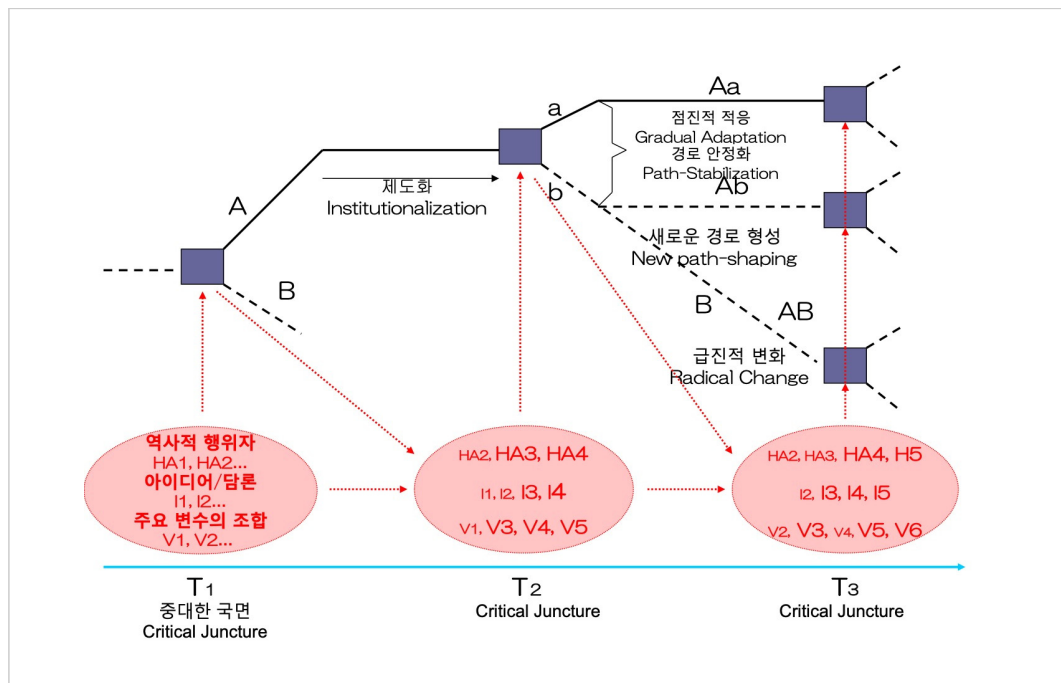 Aa
a
점진적 적응
Gradual Adaptation
경로 안정화
Path-Stabilization
제도화
Institutionalization
A
b
Ab
새로운 경로 형성
New path-shaping
B
B
AB
급진적 변화
Radical Change
역사적 행위자
HA1, HA2...
아이디어/담론
I1, I2...
주요 변수의 조합
V1, V2...
HA2, HA3, HA4
I1, I2, I3, I4
V1, V3, V4, V5
HA2, HA3, HA4, H5
I2, I3, I4, I5
V2, V3, V4, V5, V6
T1
중대한 국면
Critical Juncture
T2
Critical Juncture
T3
Critical Juncture